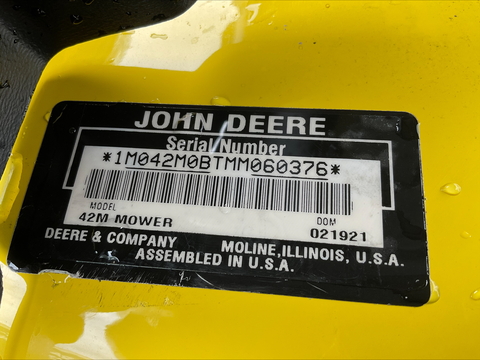 JOHN DEERE
Serial Number
*1M042M0BTMM060376*
MODEL DOM
42M MOWER 021921
DEERE & COMPANY MOLINE, ILLINOIS, U.S.A.
ASSEMBLED IN U.S.A.